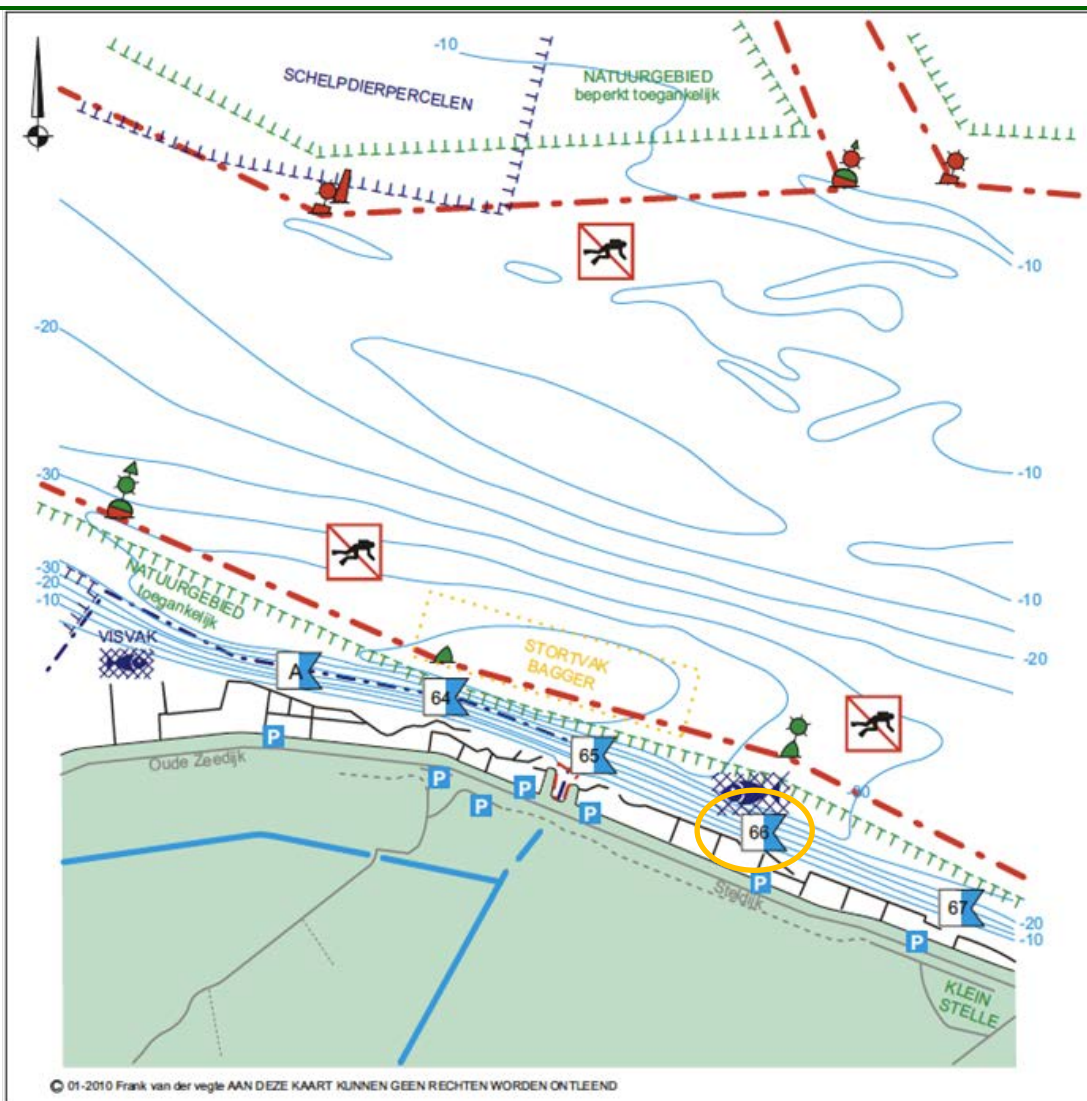 -10
SCHELPDIERPERCELEN
NATUURGEBIED
beperkt toegankelijk
-10
-20
-10
-30
-30
-20
-10
NATUURGEBIED
toegankelijk
-10
-20
VISVAK
A
64
STORTVAK
BAGGER
65
P
Oude Zeedijk
P
P
P
P
66
P
Steldijk
67
-20
-10
P
KLEIN
STELLE
© 01-2010 Frank van der vegte AAN DEZE KAART KUNNEN GEEN RECHTEN WORDEN ONTLEEND